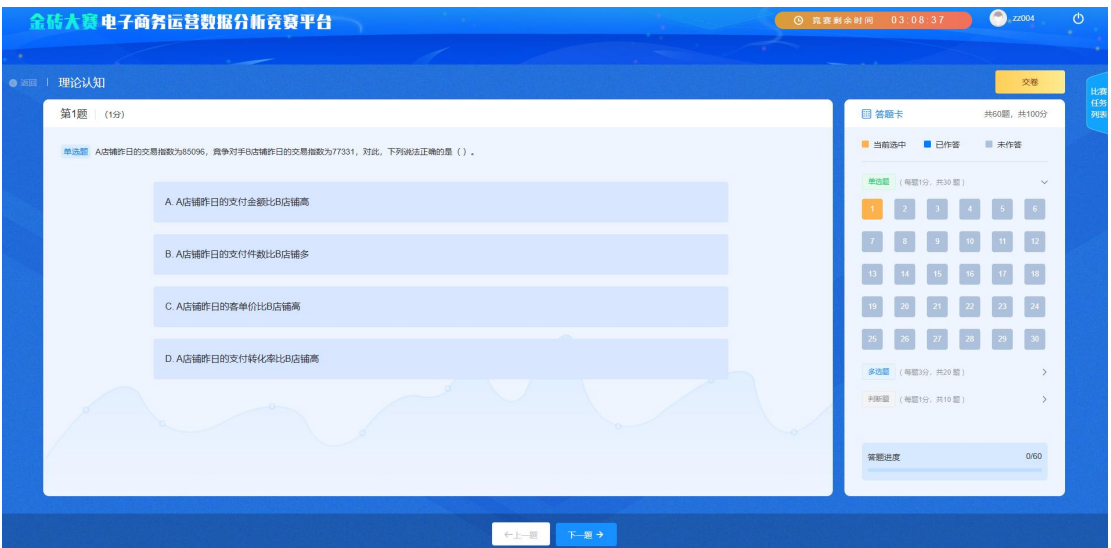 金砖大赛 电子商务运营数据分析竞赛平台
竞赛剩余时间 03:08:37
zz004
返回 | 理论认知
交卷
比赛
任务
列表
第1题 (1分)
单选题 A店铺昨日的交易指数为85096，竞争对手B店铺昨日的交易指数为77331，对此，下列说法正确的是（ ）。
A. A店铺昨日的支付金额比B店铺高
B. A店铺昨日的支付件数比B店铺多
C. A店铺昨日的客单价比B店铺高
D. A店铺昨日的支付转化率比B店铺高
答题卡 共60题，共100分
当前选中 已作答 未作答
单选题 （每题1分，共30题）
1 2 3 4 5 6
7 8 9 10 11 12
13 14 15 16 17 18
19 20 21 22 23 24
25 26 27 28 29 30
多选题 （每题3分，共20题）
判断题 （每题1分，共10题）
答题进度 0/60
←上一题 下一题→